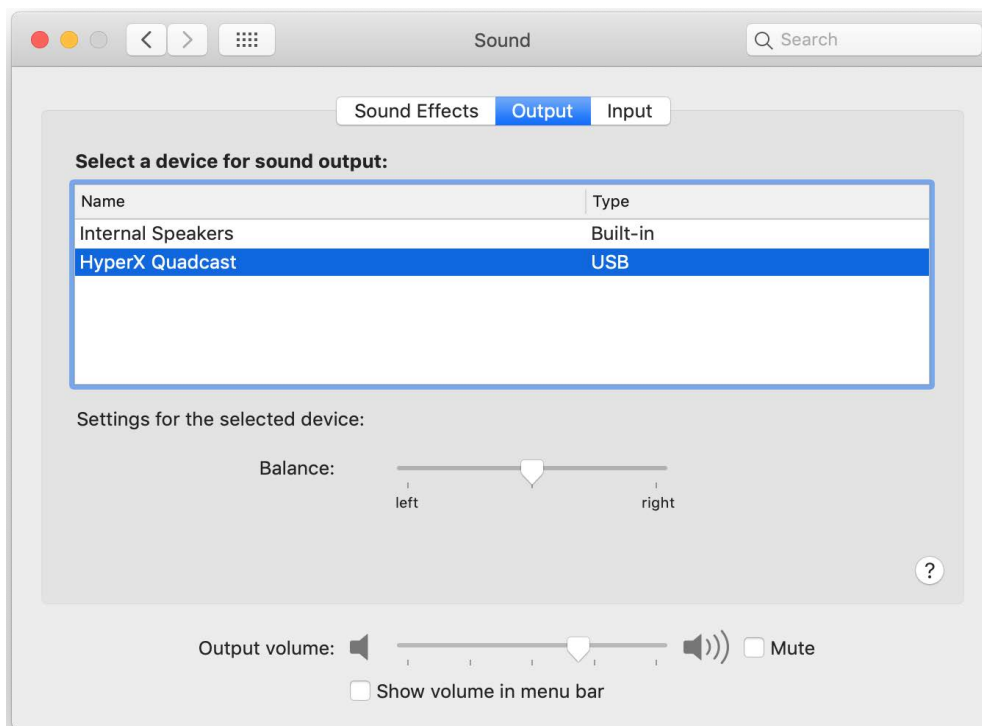 Sound
Search
Sound Effects Output Input
Select a device for sound output:
Name Type
Internal Speakers Built-in
HyperX Quadcast USB
Settings for the selected device:
Balance:
left right
?
Output volume: Mute
Show volume in menu bar